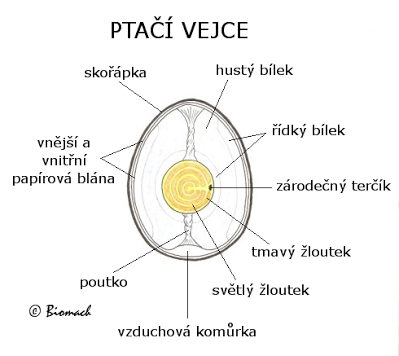 PTAČÍ VEJCE
skořápka
hustý bílek
vnější a
vnitřní
papírová blána
řídký bílek
zárodečný terčík
tmavý žloutek
poutko
světlý žloutek
© Biomach
vzduchová komůrka